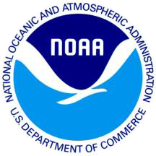 NATIONAL OCEANIC AND ATMOSPHERIC ADMINISTRATION
NOAA
U.S. DEPARTMENT OF COMMERCE